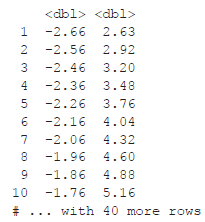 <dbl> <dbl>
1 -2.66 2.63
2 -2.56 2.92
3 -2.46 3.20
4 -2.36 3.48
5 -2.26 3.76
6 -2.16 4.04
7 -2.06 4.32
8 -1.96 4.60
9 -1.86 4.88
10 -1.76 5.16
# ... with 40 more rows